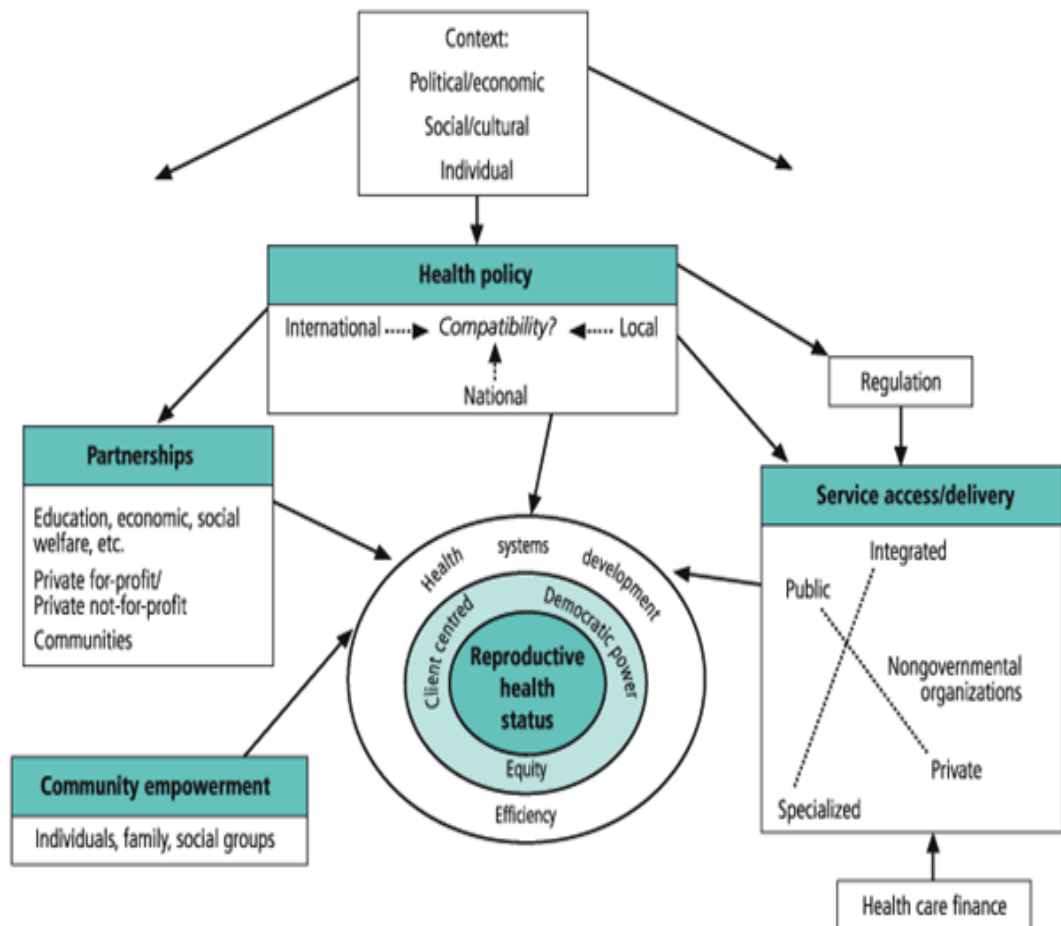 Context:
Political/economic
Social/cultural
Individual
Health policy
International Compatibility? Local
National
Regulation
Partnerships
Education, economic, social
welfare, etc.
Private for-profit/
Private not-for-profit
Communities
Service access/delivery
Integrated
Public
Nongovernmental
organizations
Private
Specialized
Health systems development
Client centred
Democratic power
Reproductive
health
status
Equity
Efficiency
Community empowerment
Individuals, family, social groups
Health care finance